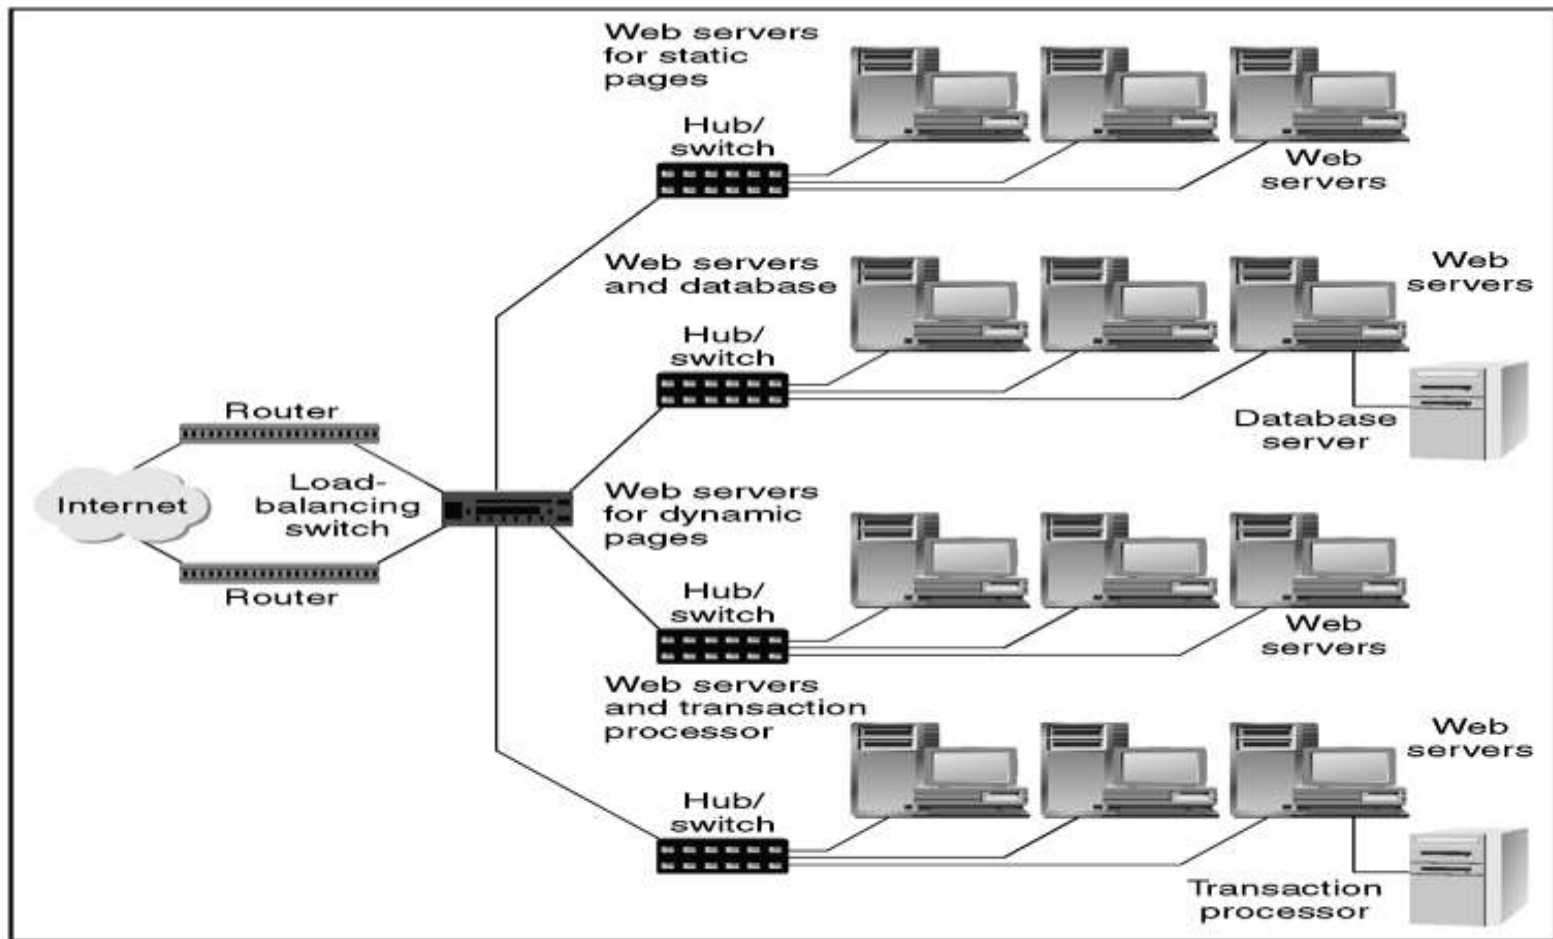 Web servers
for static
pages
Hub/
switch
Web
servers
Web servers
and database
Web
servers
Hub/
switch
Database
server
Router
Internet
Load-
balancing
switch
Router
Web servers
for dynamic
pages
Hub/
switch
Web
servers
Web servers
and transaction
processor
Web
servers
Hub/
switch
Transaction
processor